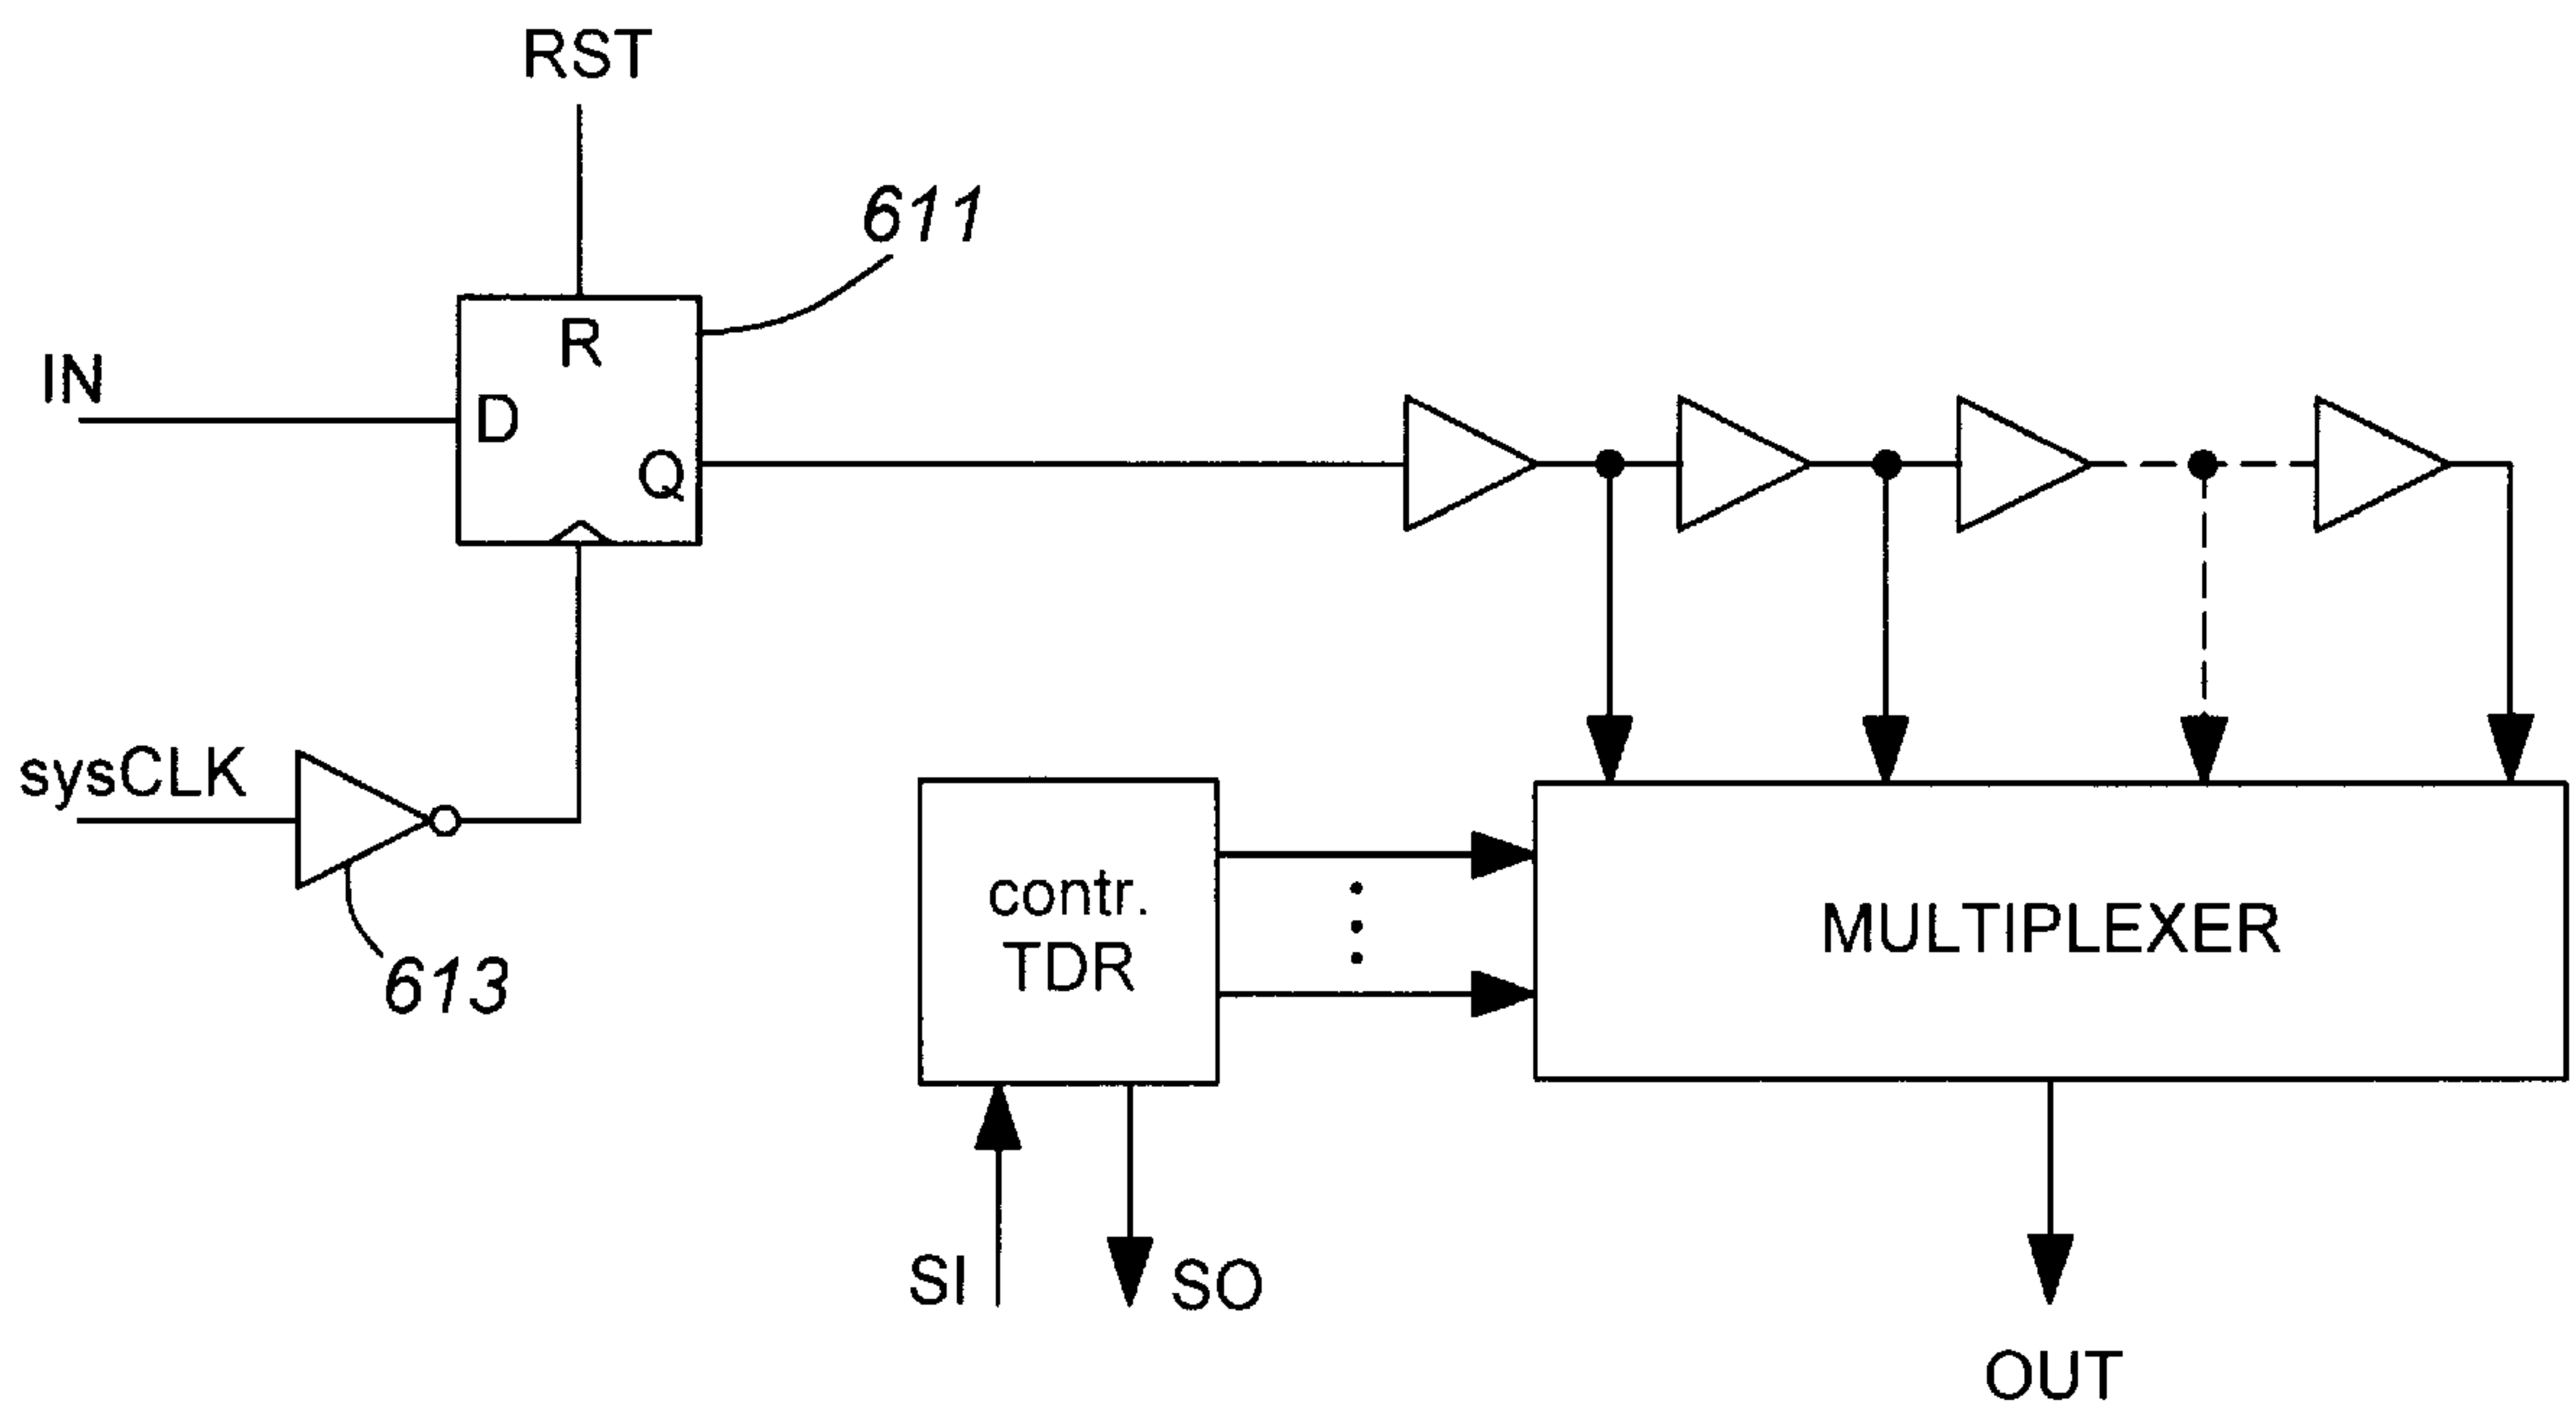 RST
611
R
IN
D
Q
sysCLK
613
contr.
TDR
MULTIPLEXER
SI
SO
OUT